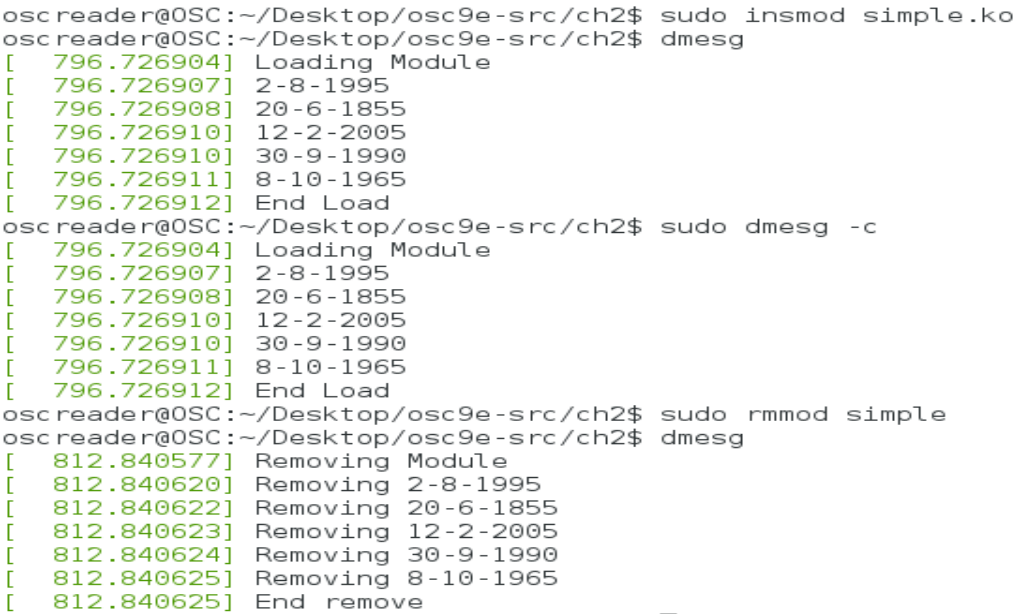 oscreader@OSC:~/Desktop/osc9e-src/ch2$ sudo insmod simple.ko
oscreader@OSC:~/Desktop/osc9e-src/ch2$ dmesg
[  796.726904] Loading Module
[  796.726907] 2-8-1995
[  796.726908] 20-6-1855
[  796.726910] 12-2-2005
[  796.726910] 30-9-1990
[  796.726911] 8-10-1965
[  796.726912] End Load
oscreader@OSC:~/Desktop/osc9e-src/ch2$ sudo dmesg -c
[  796.726904] Loading Module
[  796.726907] 2-8-1995
[  796.726908] 20-6-1855
[  796.726910] 12-2-2005
[  796.726910] 30-9-1990
[  796.726911] 8-10-1965
[  796.726912] End Load
oscreader@OSC:~/Desktop/osc9e-src/ch2$ sudo rmmod simple
oscreader@OSC:~/Desktop/osc9e-src/ch2$ dmesg
[  812.840577] Removing Module
[  812.840620] Removing 2-8-1995
[  812.840622] Removing 20-6-1855
[  812.840623] Removing 12-2-2005
[  812.840624] Removing 30-9-1990
[  812.840625] Removing 8-10-1965
[  812.840625] End remove